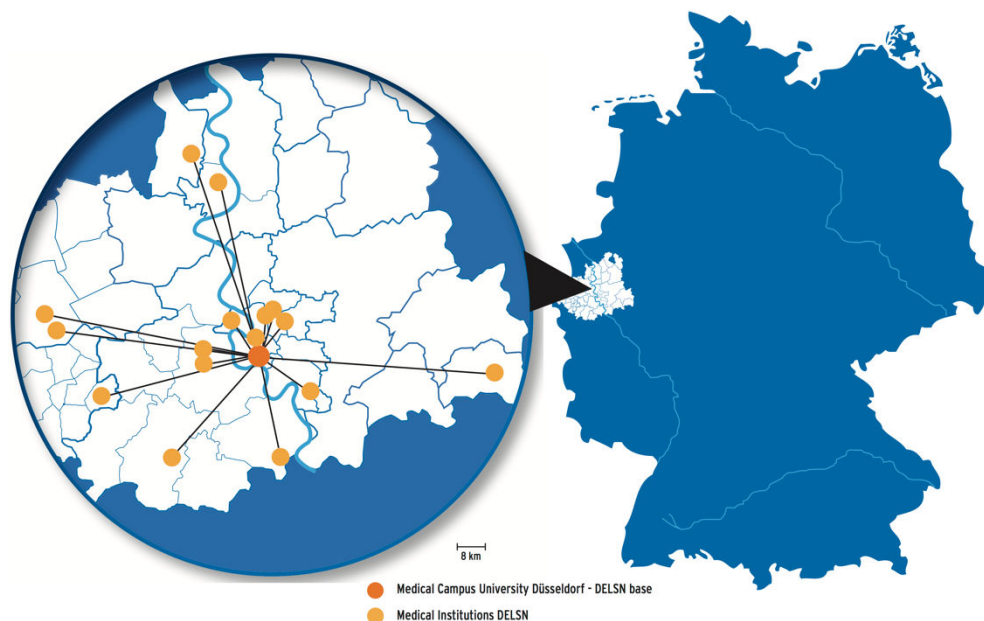 8 km
Medical Campus University Düsseldorf - DELSN base
Medical Institutions DELSN